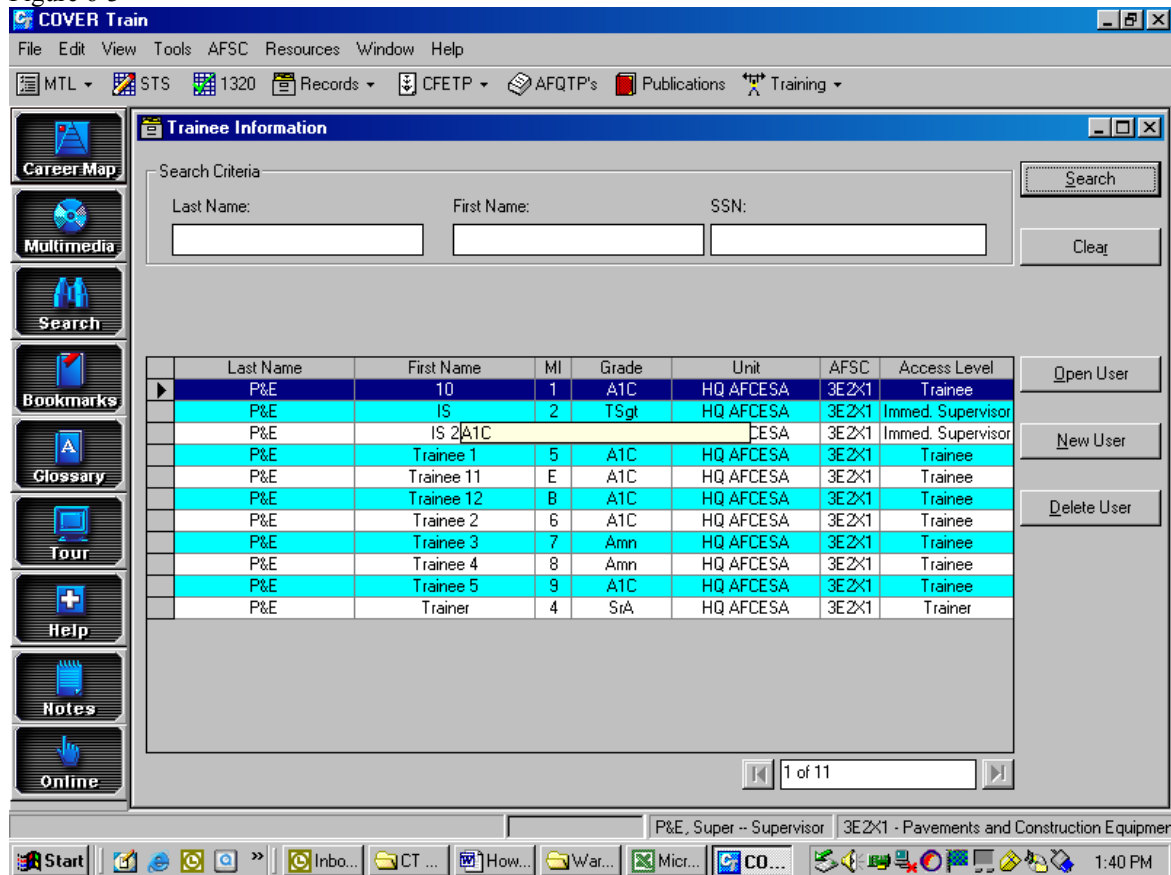 COVER Train
File Edit View Tools AFSC Resources Window Help
MTL STS 1320 Records CFETP AFQTP's Publications Training
Career Map
Multimedia
Search
Bookmarks
Glossary
Tour
Help
Notes
Online
Trainee Information
Search Criteria
Last Name: First Name: SSN:
Search
Clear
Open User
New User
Delete User
Last Name First Name MI Grade Unit AFSC Access Level
P&E 10 1 A1C HQ AFCESA 3E2X1 Trainee
P&E IS 2 TSgt HQ AFCESA 3E2X1 Immed. Supervisor
P&E IS 2 A1C CESA 3E2X1 Immed. Supervisor
P&E Trainee 1 5 A1C HQ AFCESA 3E2X1 Trainee
P&E Trainee 11 E A1C HQ AFCESA 3E2X1 Trainee
P&E Trainee 12 B A1C HQ AFCESA 3E2X1 Trainee
P&E Trainee 2 6 A1C HQ AFCESA 3E2X1 Trainee
P&E Trainee 3 7 Amn HQ AFCESA 3E2X1 Trainee
P&E Trainee 4 8 Amn HQ AFCESA 3E2X1 Trainee
P&E Trainee 5 9 A1C HQ AFCESA 3E2X1 Trainee
P&E Trainer 4 SrA HQ AFCESA 3E2X1 Trainer
1 of 11
P&E, Super -- Supervisor 3E2X1 - Pavements and Construction Equipmer
Start » Inbo... CT ... How... War... Micr... CO... 1:40 PM